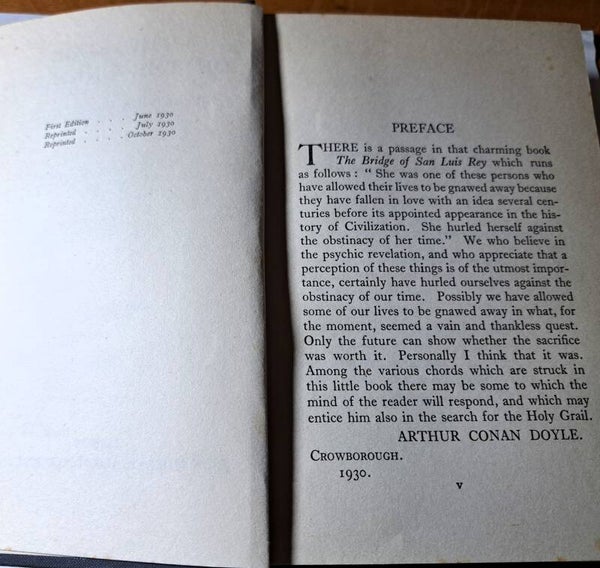 First Edition . . . June 1930
Reprinted . . . . July 1930
Reprinted . . . . October 1930
PREFACE
THERE is a passage in that charming book
The Bridge of San Luis Rey which runs
as follows : " She was one of these persons who
have allowed their lives to be gnawed away because
they have fallen in love with an idea several cen-
turies before its appointed appearance in the his-
tory of Civilization. She hurled herself against
the obstinacy of her time." We who believe in
the psychic revelation, and who appreciate that a
perception of these things is of the utmost impor-
tance, certainly have hurled ourselves against the
obstinacy of our time. Possibly we have allowed
some of our lives to be gnawed away in what, for
the moment, seemed a vain and thankless quest.
Only the future can show whether the sacrifice
was worth it. Personally I think that it was.
Among the various chords which are struck in
this little book there may be some to which the
mind of the reader will respond, and which may
entice him also in the search for the Holy Grail.
ARTHUR CONAN DOYLE.
CROWBOROUGH.
1930.
v